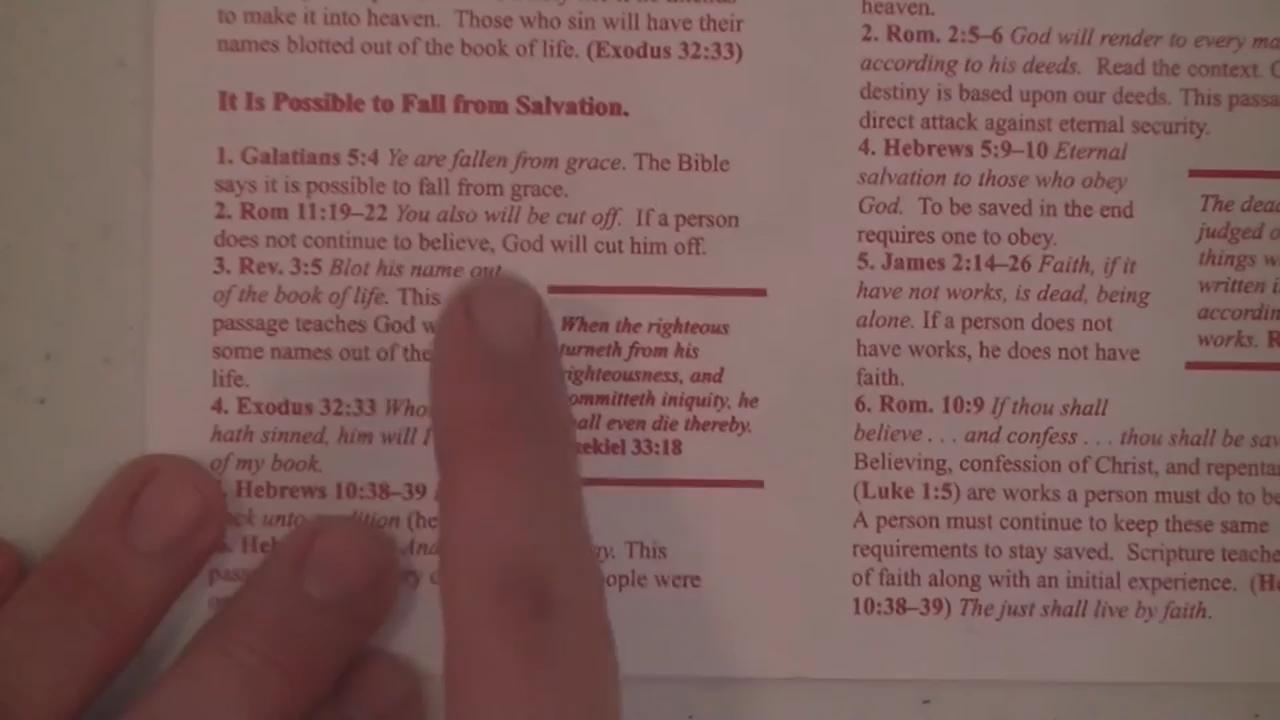 to make it into heaven. Those who sin will have their
names blotted out of the book of life. (Exodus 32:33)
It Is Possible to Fall from Salvation.
1. Galatians 5:4 Ye are fallen from grace. The Bible
says it is possible to fall from grace.
2. Rom 11:19–22 You also will be cut off. If a person
does not continue to believe, God will cut him off.
3. Rev. 3:5 Blot his name out
of the book of life. This
passage teaches God
some names out of the
life.
4. Exodus 32:33
hath sinned, him will
of my book.
Hebrews 10:38–39
unto
This
people were
When the righteous
turneth from his
righteousness, and
committeth iniquity, he
shall even die thereby.
Ezekiel 33:18
heaven.
2. Rom. 2:5–6 God will render to every
according to his deeds. Read the context.
destiny is based upon our deeds. This
direct attack against eternal security.
4. Hebrews 5:9–10 Eternal
salvation to those who obey
God. To be saved in the end
requires one to obey.
5. James 2:14–26 Faith, if it
have not works, is dead, being
alone. If a person does not
have works, he does not have
faith.
6. Rom. 10:9 If thou shall
believe . . . and confess . . . thou shall be
Believing, confession of Christ, and
(Luke 1:5) are works a person must do to
A person must continue to keep these same
requirements to stay saved. Scripture
of faith along with an initial experience.
10:38–39) The just shall live by faith.
The
judged
things
written
works.